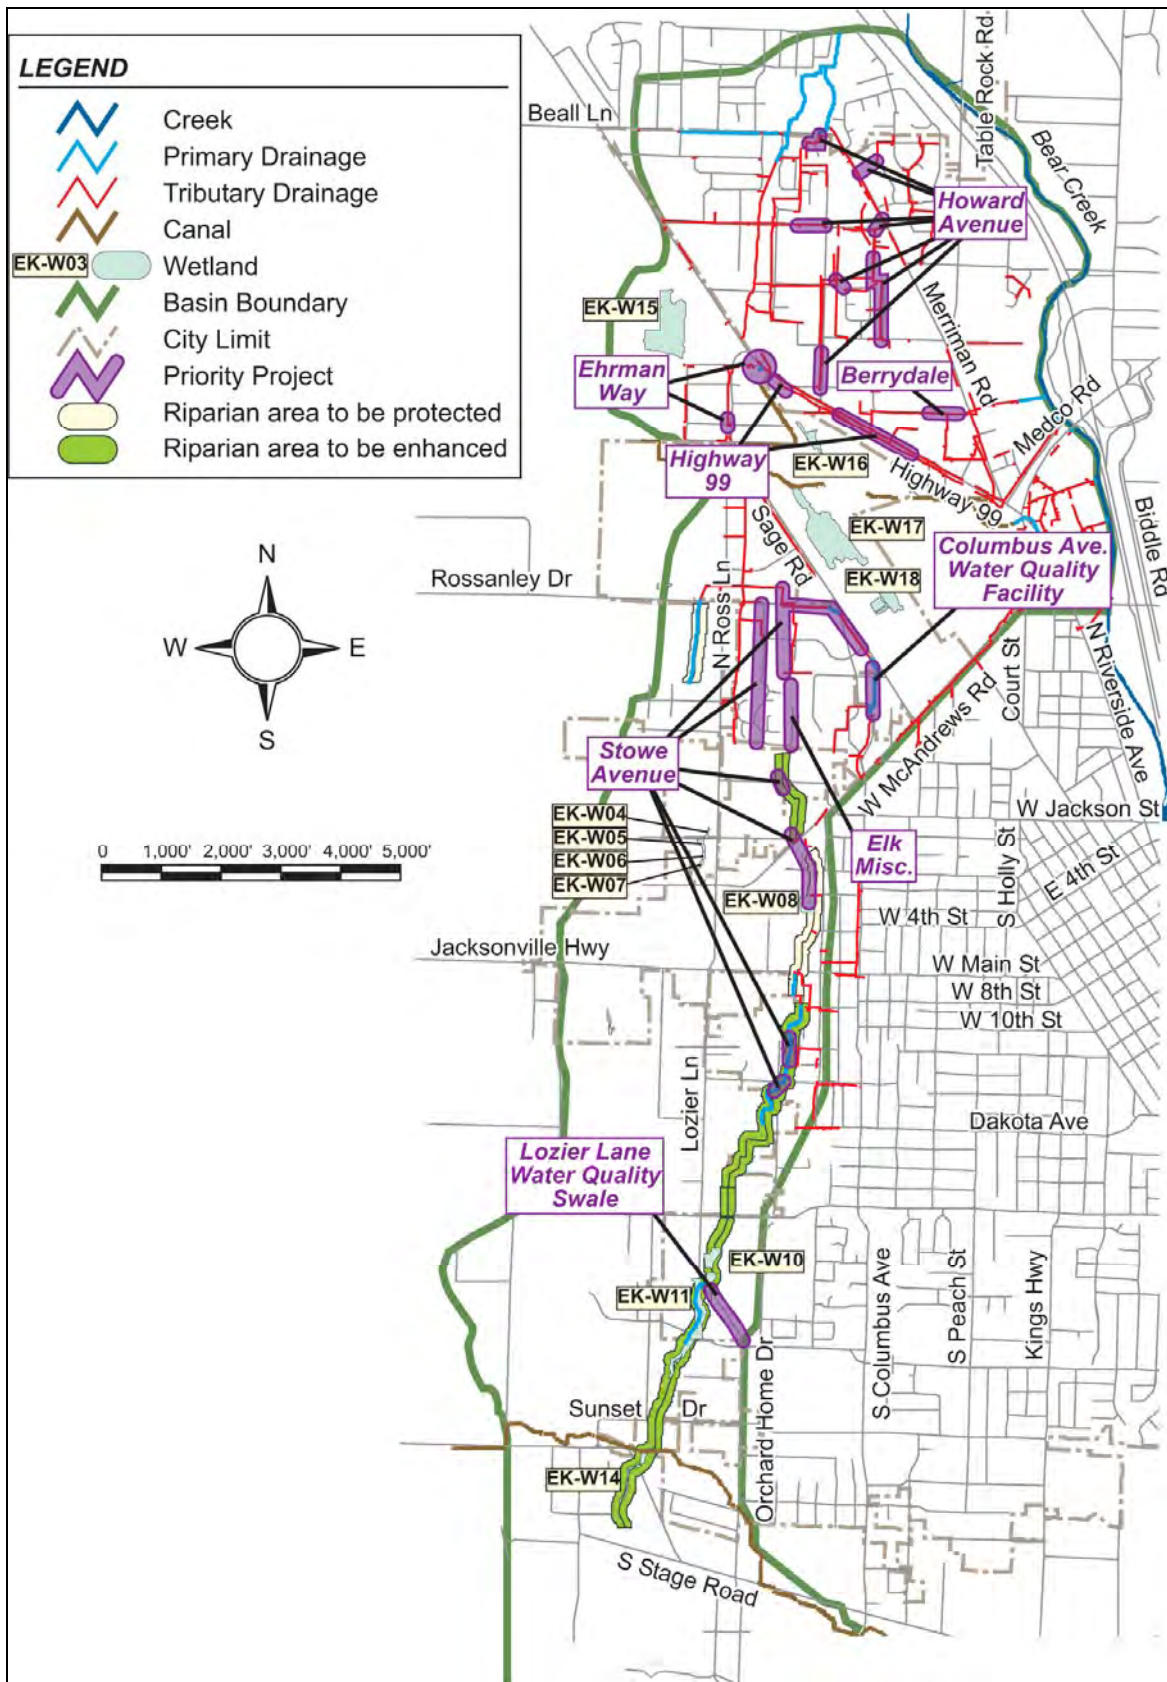 LEGEND
Creek
Primary Drainage
Tributary Drainage
Canal
EK-W03
Wetland
Basin Boundary
City Limit
Priority Project
Riparian area to be protected
Riparian area to be enhanced
Table Rock Rd
Beall Ln
Bear Creek
Howard
Avenue
EK-W15
Merriman Rd
Ehrman
Way
Berrydale
Medco Rd
Highway
99
EK-W16
Highway 99
Sage Rd
EK-W17
Biddle Rd
Columbus Ave.
Water Quality
Facility
EK-W18
Rossanley Dr
N Ross Ln
N
W
E
S
Court St
N Riverside Ave
W McAndrews Rd
Stowe
Avenue
W Jackson St
EK-W04
EK-W05
EK-W06
EK-W07
Elk
Misc.
S Holly St
E 4th St
0 1,000' 2,000' 3,000' 4,000' 5,000'
EK-W08
W 4th St
Jacksonville Hwy
W Main St
W 8th St
W 10th St
Lozier Ln
Dakota Ave
Lozier Lane
Water Quality
Swale
EK-W10
EK-W11
S Columbus Ave
S Peach St
Kings Hwy
Orchard Home Dr
Sunset Dr
EK-W14
S Stage Road